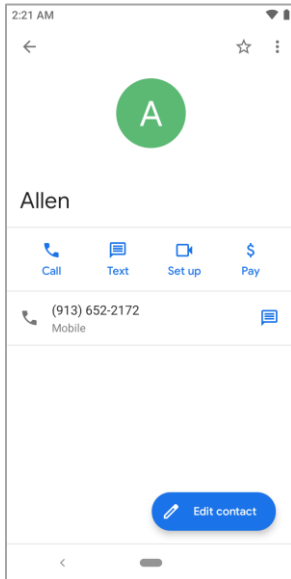 2:21 AM
A
Allen
Call Text Set up Pay
(913) 652-2172
Mobile
Edit contact